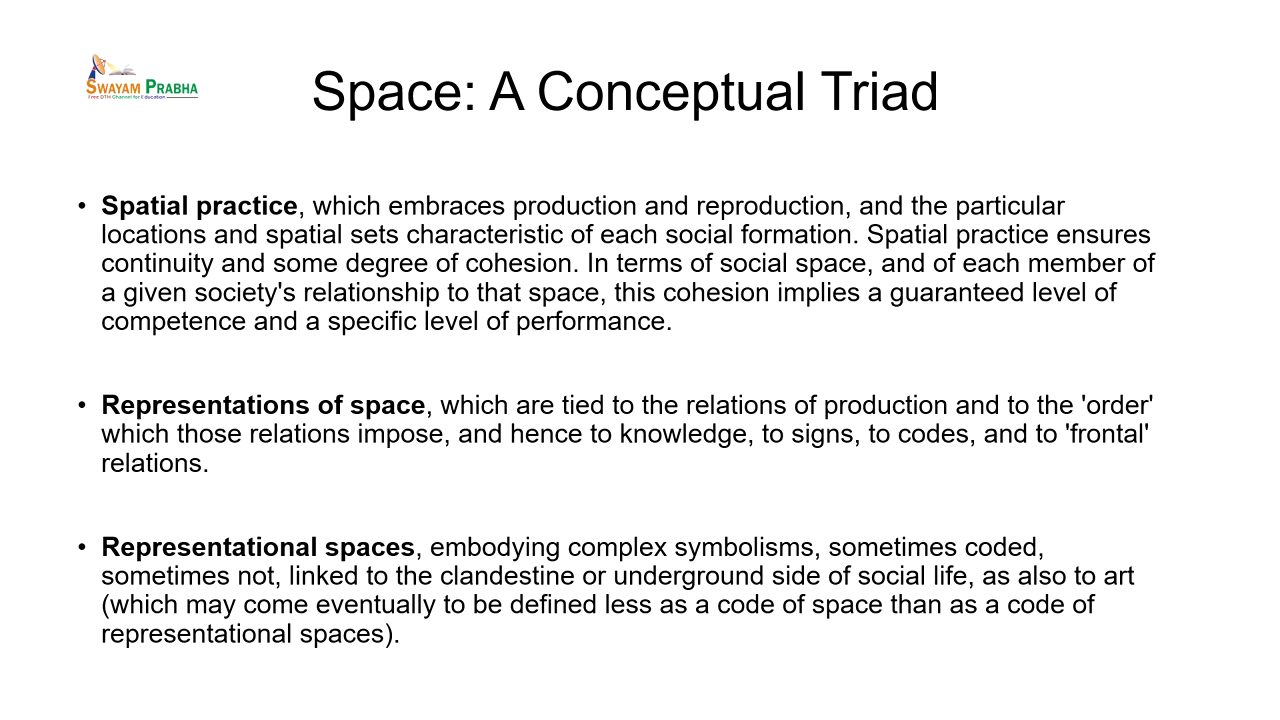 SWAYAM PRABHA
Free DTH Channel for Education
Space: A Conceptual Triad
• Spatial practice, which embraces production and reproduction, and the particular
locations and spatial sets characteristic of each social formation. Spatial practice ensures
continuity and some degree of cohesion. In terms of social space, and of each member of
a given society's relationship to that space, this cohesion implies a guaranteed level of
competence and a specific level of performance.
• Representations of space, which are tied to the relations of production and to the 'order'
which those relations impose, and hence to knowledge, to signs, to codes, and to 'frontal'
relations.
• Representational spaces, embodying complex symbolisms, sometimes coded,
sometimes not, linked to the clandestine or underground side of social life, as also to art
(which may come eventually to be defined less as a code of space than as a code of
representational spaces).